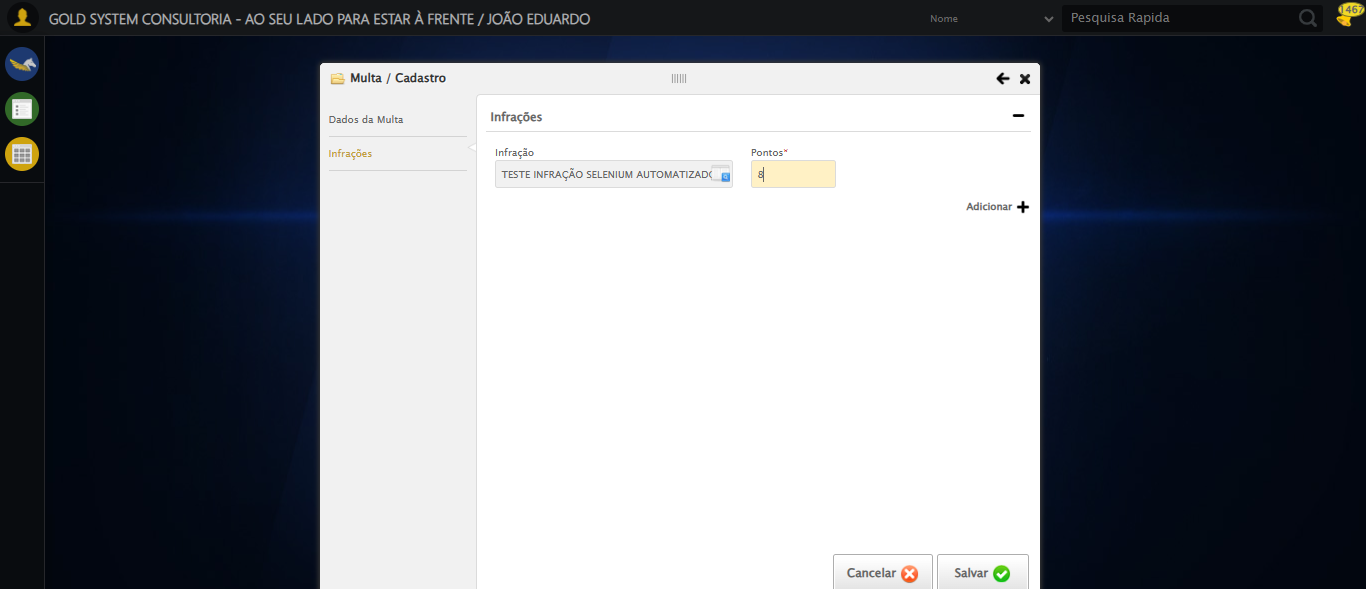 GOLD SYSTEM CONSULTORIA - AO SEU LADO PARA ESTAR À FRENTE / JOÃO EDUARDO
Nome
Pesquisa Rapida
1467
Multa / Cadastro
Dados da Multa
Infrações
Infrações
Infração
Pontos*
TESTE INFRAÇÃO SELENIUM AUTOMATIZADO
8
Adicionar
Cancelar
Salvar